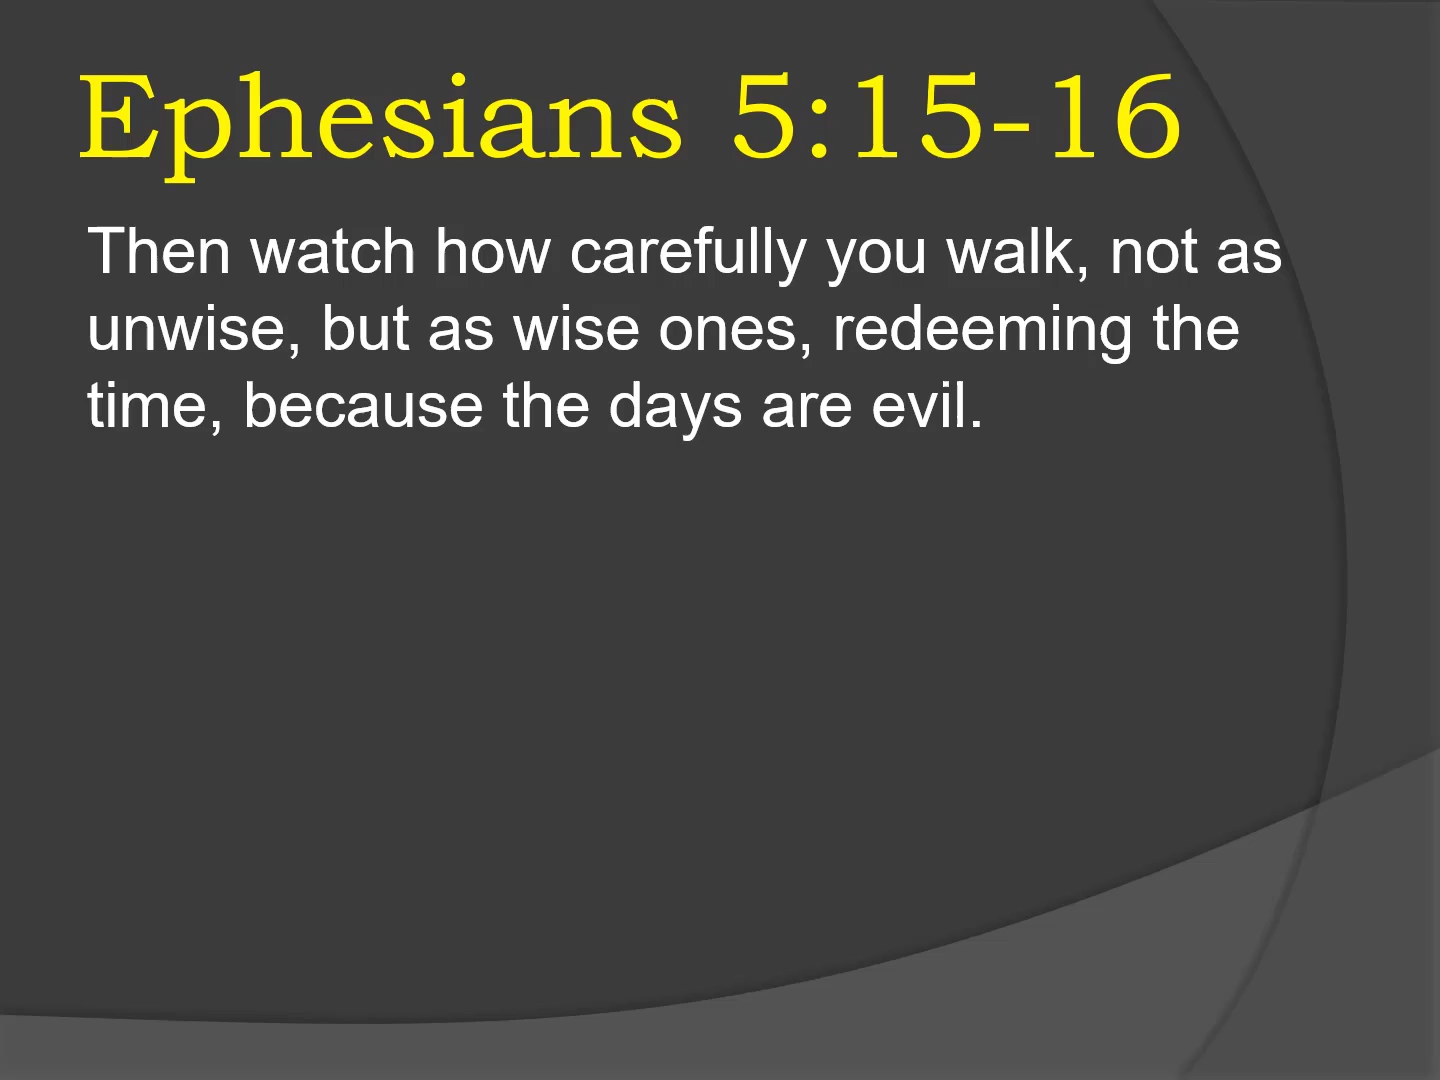 Ephesians 5:15-16
Then watch how carefully you walk, not as
unwise, but as wise ones, redeeming the
time, because the days are evil.